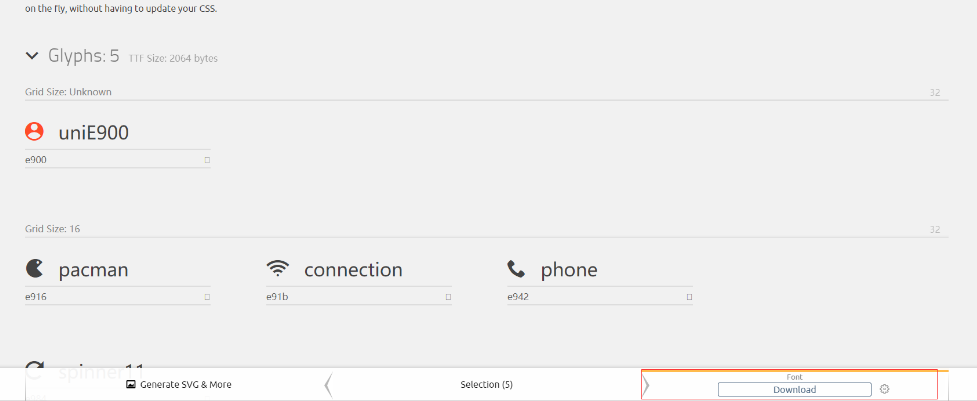 on the fly, without having to update your CSS.
Glyphs: 5 TTF Size: 2064 bytes
Grid Size: Unknown 32
uniE900
e900
Grid Size: 16 32
pacman connection phone
e916 e91b e942
spinner11
Generate SVG & More Selection (5) Font
Download